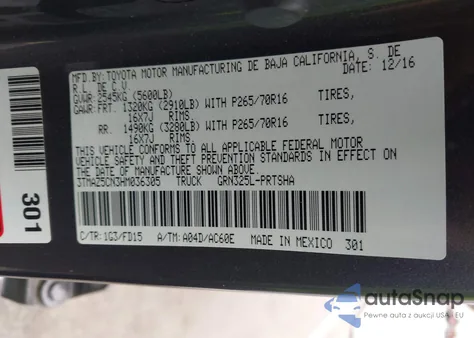 MFD.BY:TOYOTA MOTOR MANUFACTURING DE BAJA CALIFORNIA, S. DE
R.L. DE C.V. DATE: 12/16
GVWR:2545KG(5600LB)
GAWR:FRT. 1320KG(2910LB)WITH P265/70R16 TIRES,
16X7J RIMS,
RR. 1490KG(3280LB)WITH P265/70R16 TIRES,
16X7J RIMS.
THIS VEHICLE CONFORMS TO ALL APPLICABLE FEDERAL MOTOR
VEHICLE SAFETY AND THEFT PREVENTION STANDARDS IN EFFECT
ON THE DATE OF MANUFACTURE SHOWN ABOVE.
3TMAZ5CN3HM036305 TRUCK GRN325L-PRTSHA
C/TR:1G3/FD15 A/TM:A04D/AC60E MADE IN MEXICO 301
301
autoSnap
Pewne auta z aukcji USA i EU